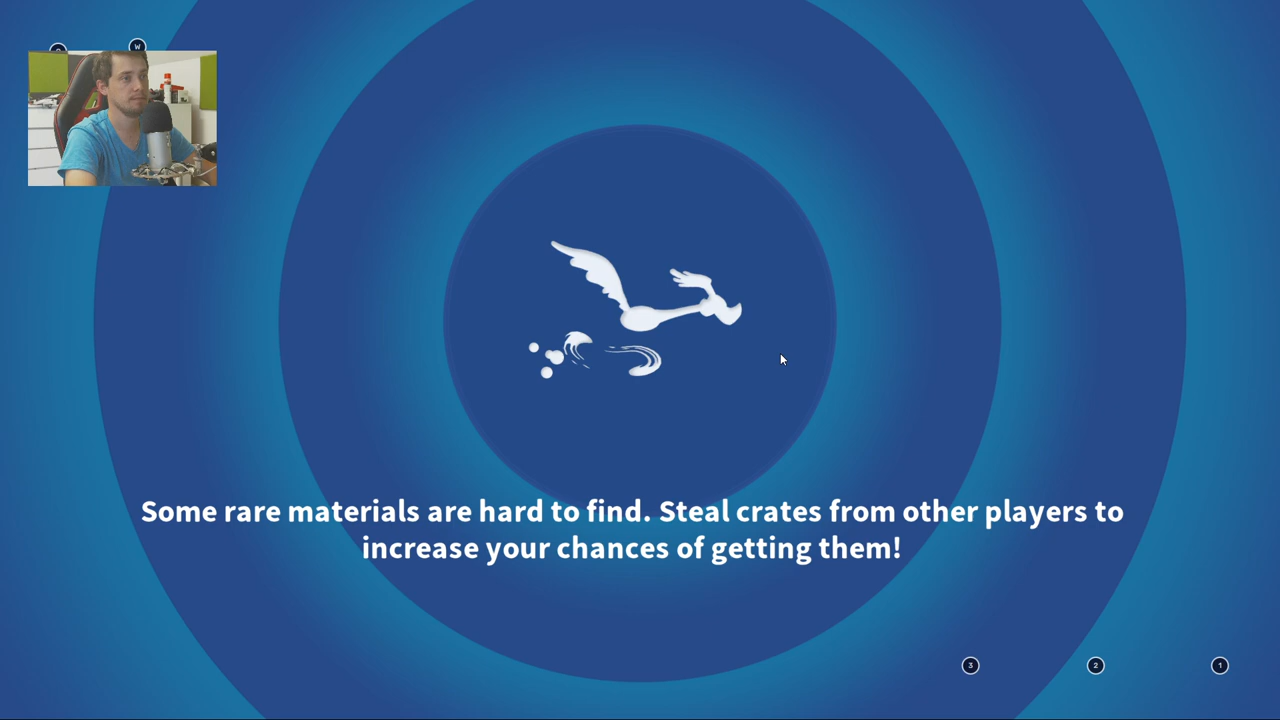 W
Some rare materials are hard to find. Steal crates from other players to
increase your chances of getting them!
3 2 1